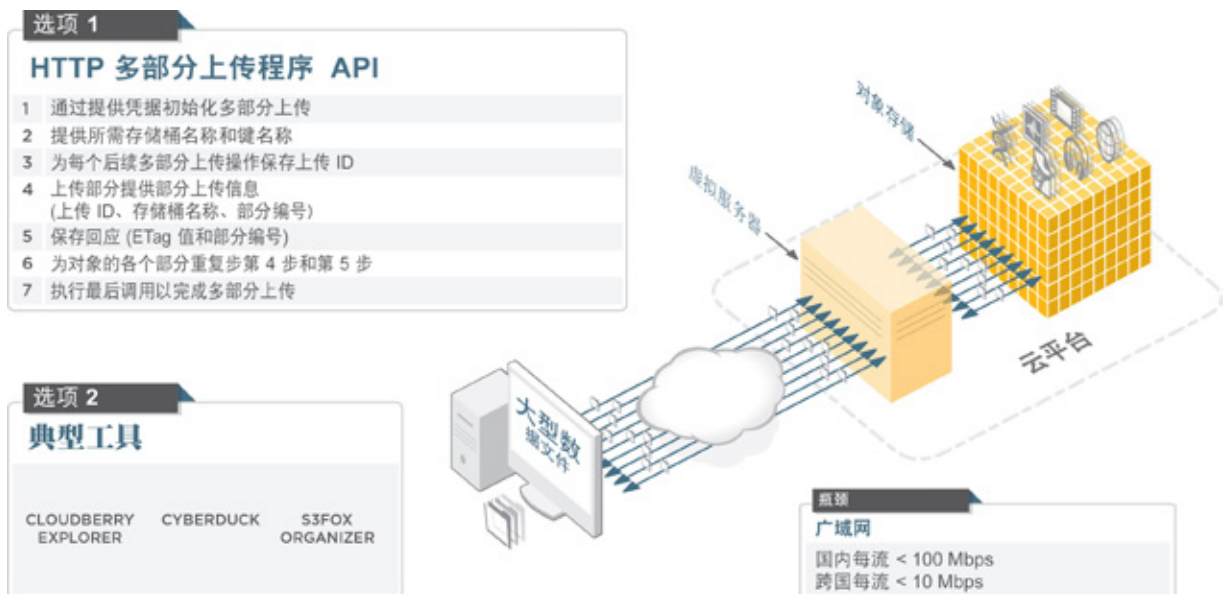 选项 1
HTTP 多部分上传程序 API
1 通过提供凭据初始化多部分上传
2 提供所需存储桶名称和键名称
3 为每个后续多部分上传操作保存上传 ID
4 上传部分提供部分上传信息
(上传 ID、存储桶名称、部分编号)
5 保存回应 (ETag 值和部分编号)
6 为对象的各个部分重复步第 4 步和第 5 步
7 执行最后调用以完成多部分上传
对象存储
虚拟服务器
云平台
大型数
据文件
选项 2
典型工具
CLOUDBERRY
EXPLORER
CYBERDUCK
S3FOX
ORGANIZER
瓶颈
广域网
国内每流 < 100 Mbps
跨国每流 < 10 Mbps